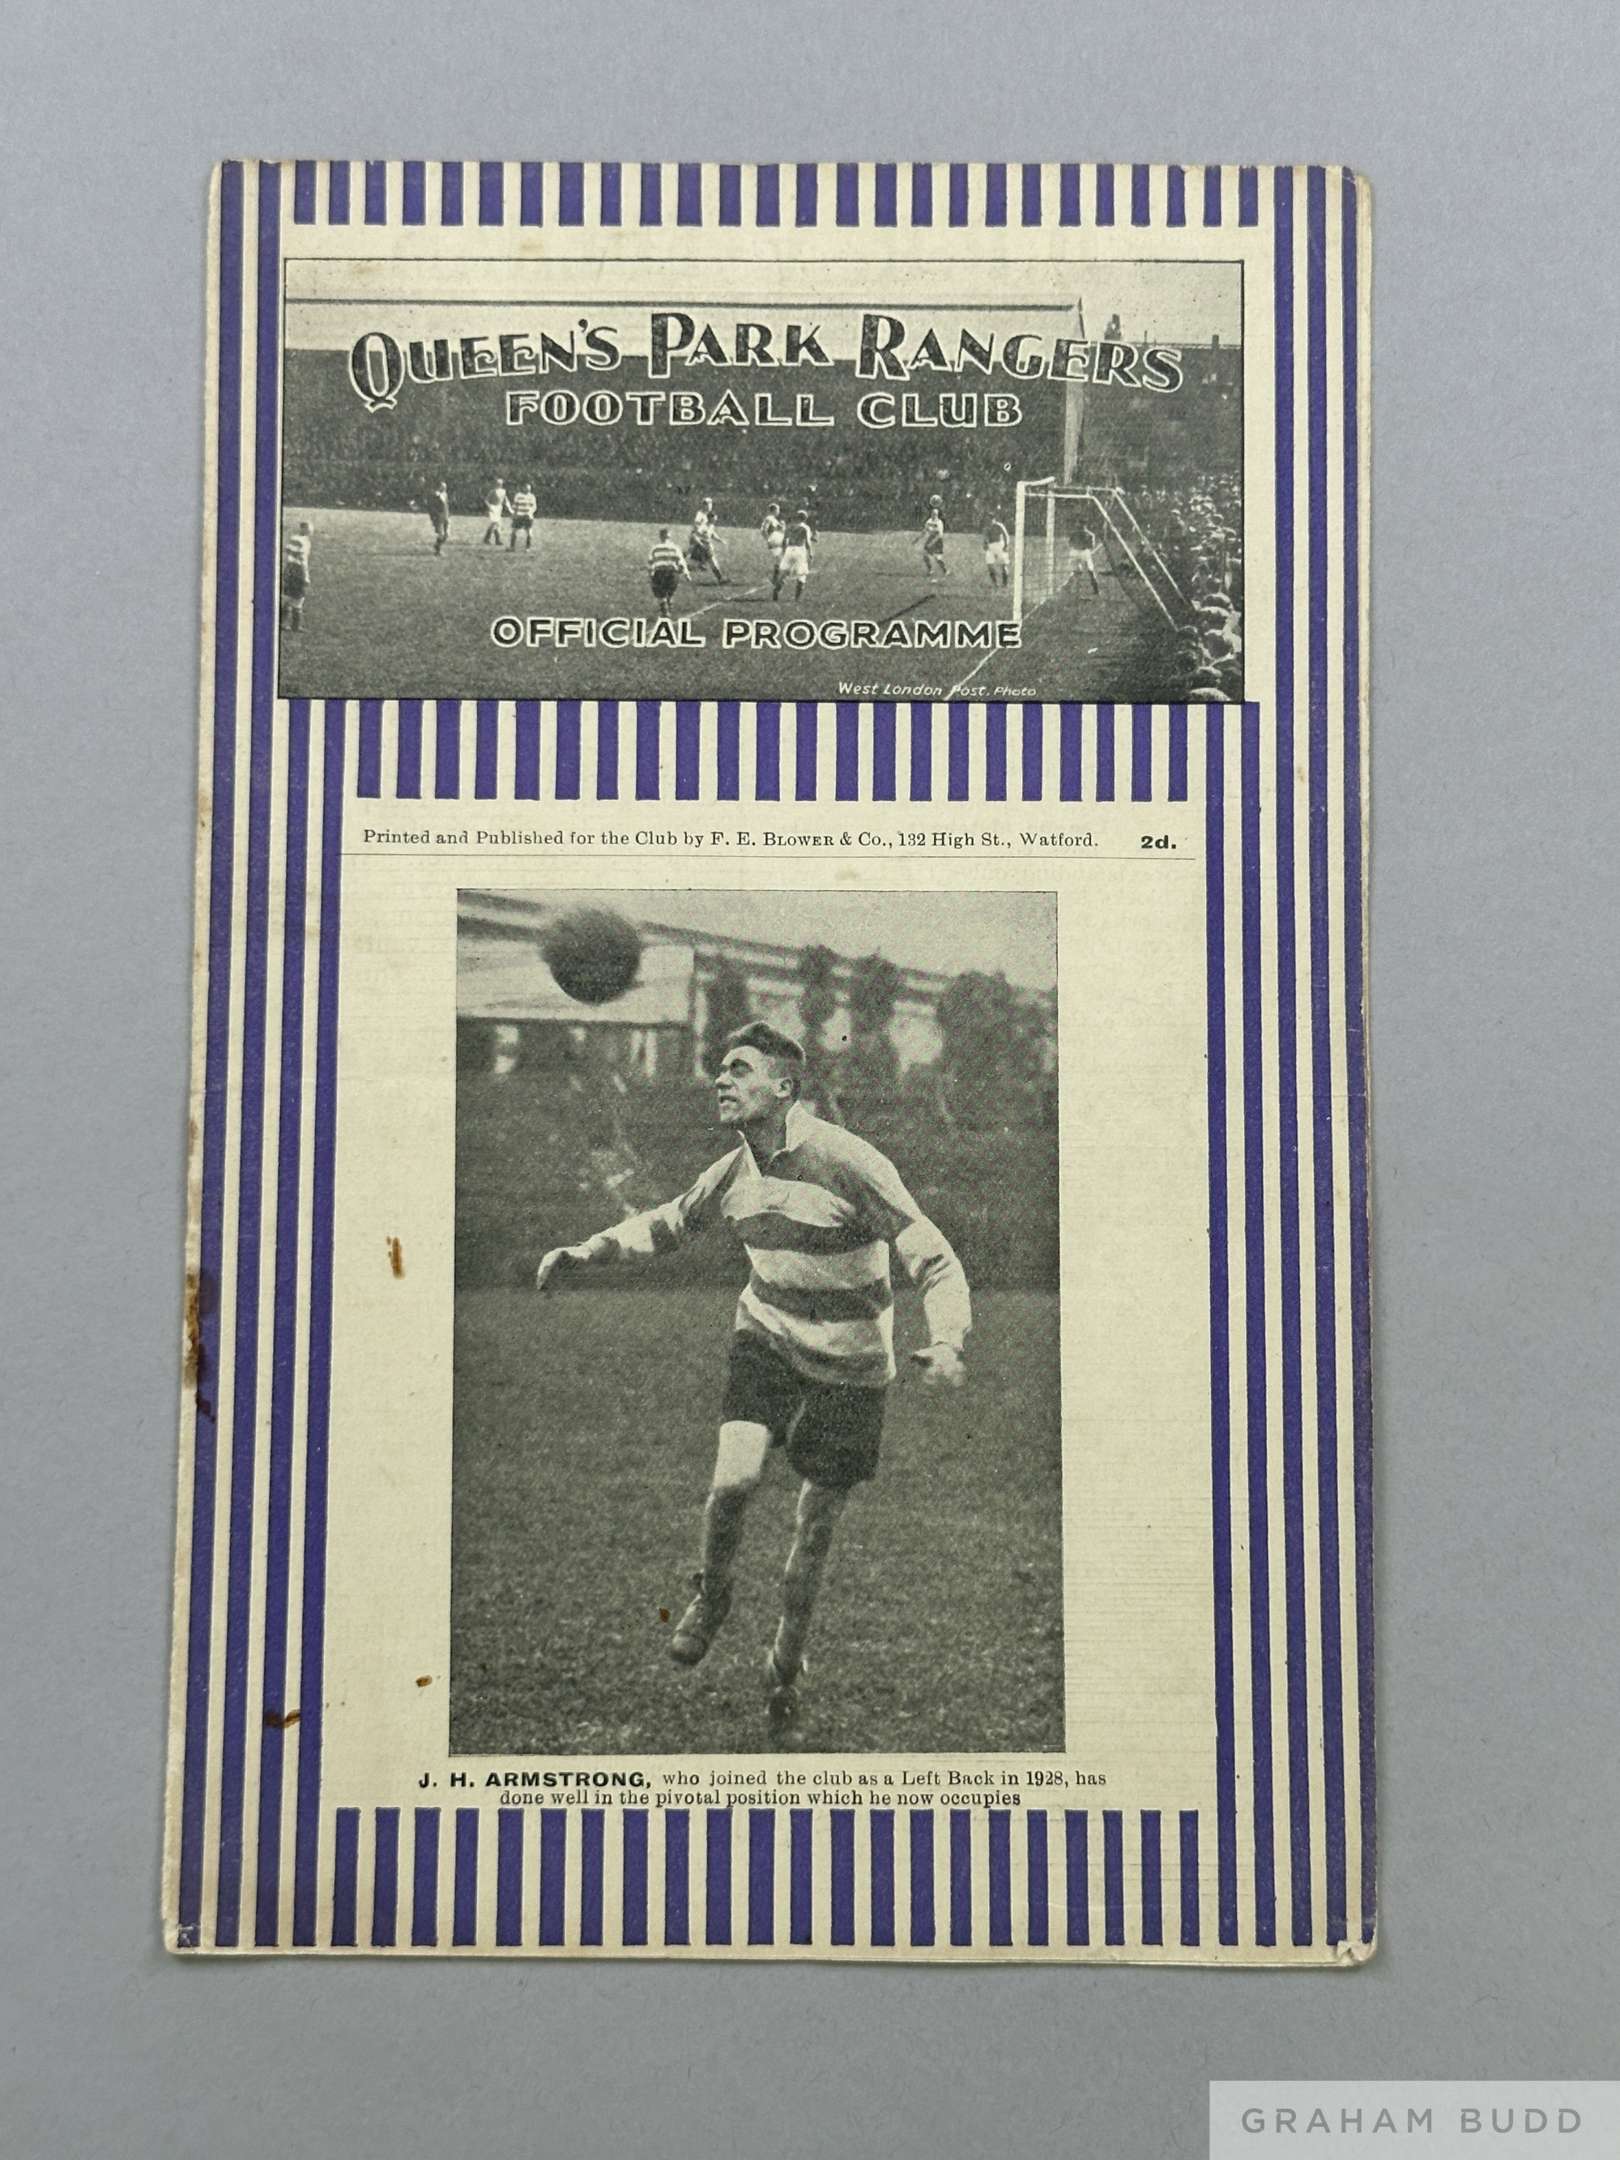 QUEEN'S PARK RANGERS
FOOTBALL CLUB
OFFICIAL PROGRAMME
West London Post. Photo
Printed and Published for the Club by F. E. BLOWER & Co., 132 High St., Watford. 2d.
J. H. ARMSTRONG, who joined the club as a Left Back in 1928, has
done well in the pivotal position which he now occupies
GRAHAM BUDD